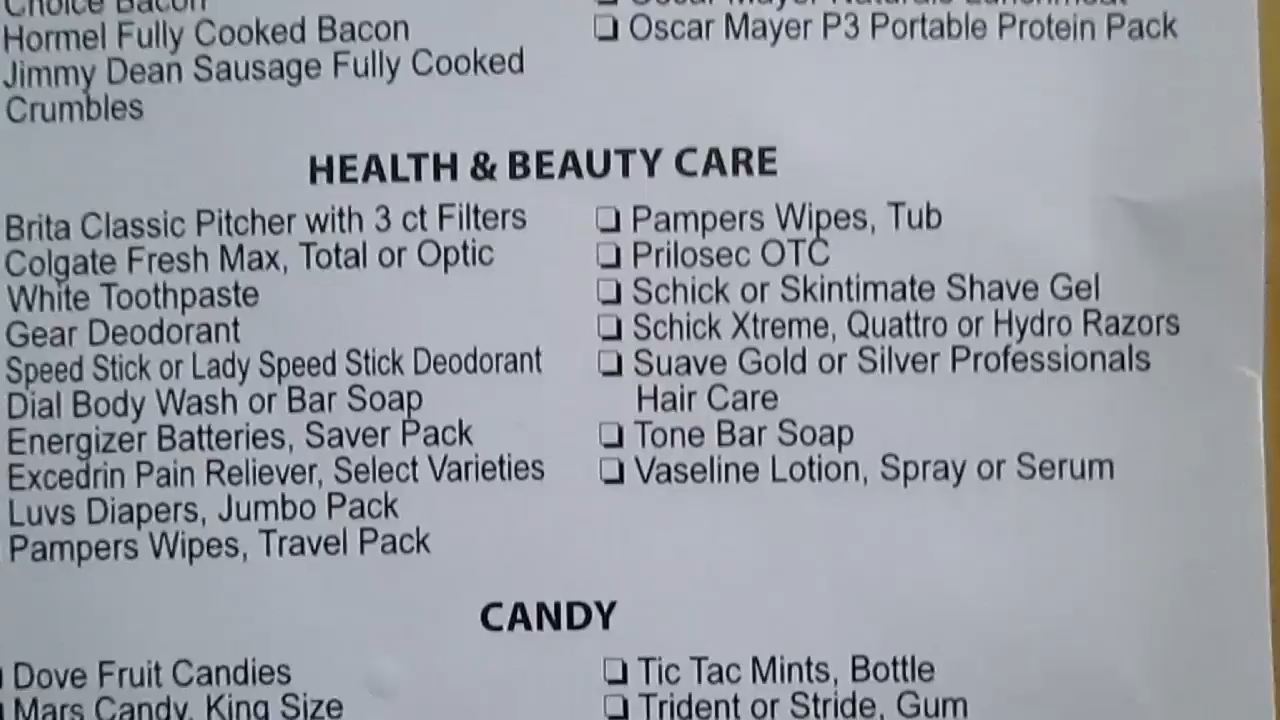 Choice Bacon
Hormel Fully Cooked Bacon
Jimmy Dean Sausage Fully Cooked
Crumbles
Oscar Mayer P3 Portable Protein Pack
HEALTH & BEAUTY CARE
Brita Classic Pitcher with 3 ct Filters
Colgate Fresh Max, Total or Optic
White Toothpaste
Gear Deodorant
Speed Stick or Lady Speed Stick Deodorant
Dial Body Wash or Bar Soap
Energizer Batteries, Saver Pack
Excedrin Pain Reliever, Select Varieties
Luvs Diapers, Jumbo Pack
Pampers Wipes, Travel Pack
Pampers Wipes, Tub
Prilosec OTC
Schick or Skintimate Shave Gel
Schick Xtreme, Quattro or Hydro Razors
Suave Gold or Silver Professionals
Hair Care
Tone Bar Soap
Vaseline Lotion, Spray or Serum
CANDY
Dove Fruit Candies
Mars Candy, King Size
Tic Tac Mints, Bottle
Trident or Stride, Gum